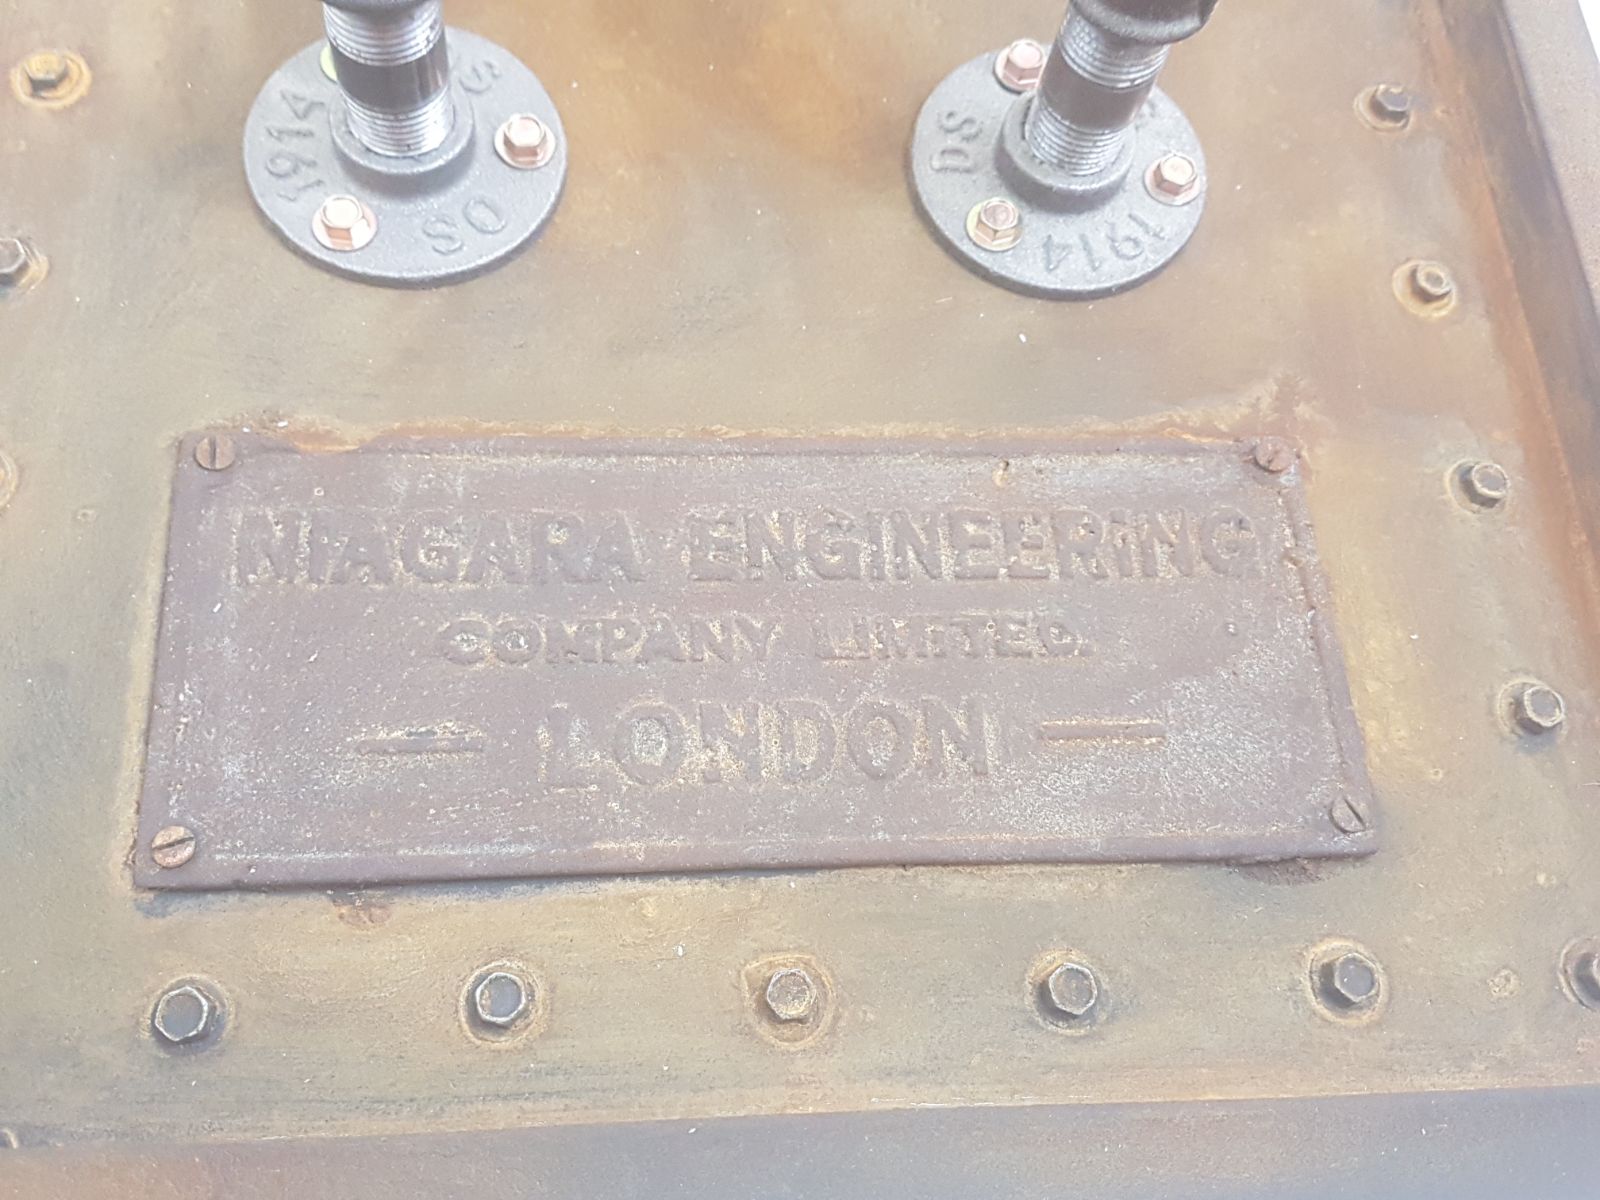 1914
DS
DS
1914
NIAGARA ENGINEERING
COMPANY LIMITED.
— LONDON —